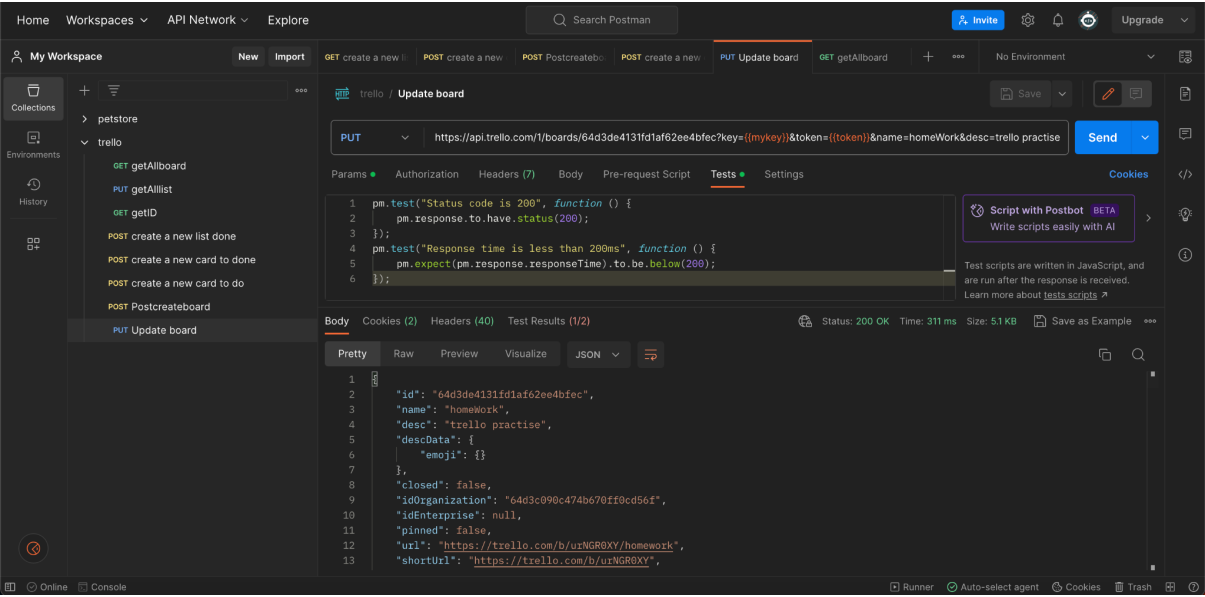 Home Workspaces API Network Explore Search Postman Invite Upgrade
My Workspace New Import
GET create a new li POST create a new POST Postcreatebo POST create a new PUT Update board GET getAllboard No Environment
Collections
Environments
History
petstore
trello
GET getAllboard
PUT getAlllist
GET getID
POST create a new list done
POST create a new card to done
POST create a new card to do
POST Postcreateboard
PUT Update board
HTTP trello / Update board Save
PUT https://api.trello.com/1/boards/64d3de4131fd1af62ee4bfec?key={{mykey}}&token={{token}}&name=homeWork&desc=trello practise Send
Params Authorization Headers (7) Body Pre-request Script Tests Settings Cookies
1 pm.test("Status code is 200", function () {
2 pm.response.to.have.status(200);
3 });
4 pm.test("Response time is less than 200ms", function () {
5 pm.expect(pm.response.responseTime).to.be.below(200);
6 });
Script with Postbot BETA
Write scripts easily with AI
Test scripts are written in JavaScript, and
are run after the response is received.
Learn more about tests scripts
Body Cookies (2) Headers (40) Test Results (1/2) Status: 200 OK Time: 311 ms Size: 5.1 KB Save as Example
Pretty Raw Preview Visualize JSON
1 {
2 "id": "64d3de4131fd1af62ee4bfec",
3 "name": "homeWork",
4 "desc": "trello practise",
5 "descData": {
6 "emoji": {}
7 },
8 "closed": false,
9 "idOrganization": "64d3c090c474b670ff0cd56f",
10 "idEnterprise": null,
11 "pinned": false,
12 "url": "https://trello.com/b/urNGR0XY/homework",
13 "shortUrl": "https://trello.com/b/urNGR0XY",
Online Console Runner Auto-select agent Cookies Trash